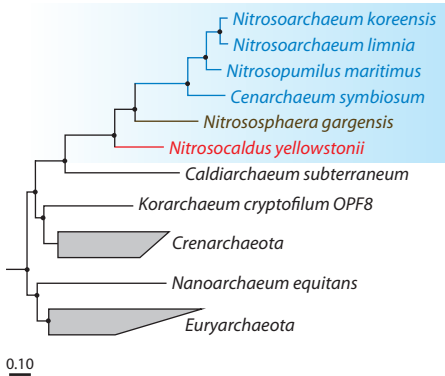 Nitrosoarchaeum koreensis
Nitrosoarchaeum limnia
Nitrosopumilus maritimus
Cenarchaeum symbiosum
Nitrososphaera gargensis
Nitrosocaldus yellowstonii
Caldiarchaeum subterraneum
Korarchaeum cryptofilum OPF8
Crenarchaeota
Nanoarchaeum equitans
Euryarchaeota
0.10